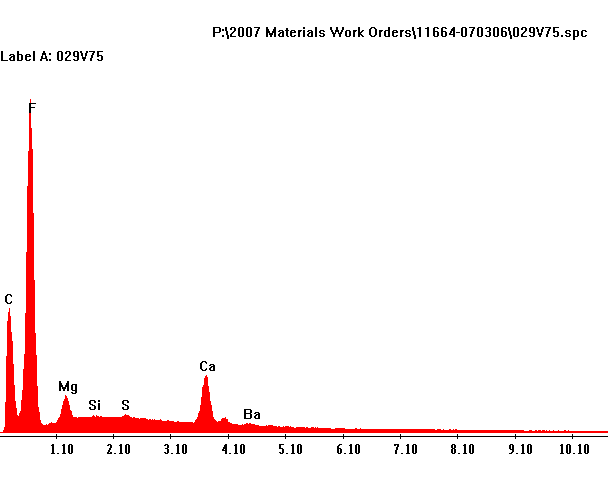 P:\2007 Materials Work Orders\11664-070306\029V75.spc
Label A: 029V75
F
C
Ca
Mg
Si
S
Ba
1.10 2.10 3.10 4.10 5.10 6.10 7.10 8.10 9.10 10.10